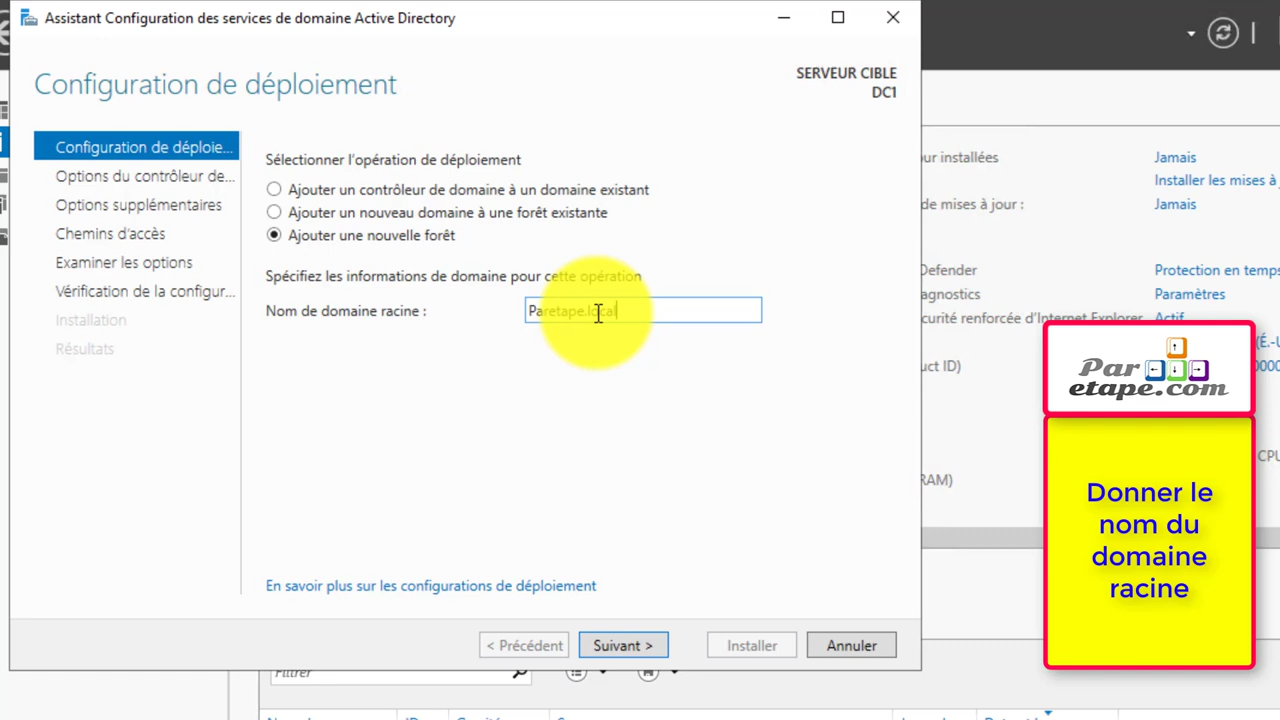 Assistant Configuration des services de domaine Active Directory
Configuration de déploiement
SERVEUR CIBLE
DC1
Configuration de déploie...
Options du contrôleur de...
Options supplémentaires
Chemins d'accès
Examiner les options
Vérification de la configur...
Installation
Résultats
Sélectionner l'opération de déploiement
Ajouter un contrôleur de domaine à un domaine existant
Ajouter un nouveau domaine à une forêt existante
Ajouter une nouvelle forêt
Spécifiez les informations de domaine pour cette opération
Nom de domaine racine :
Paretape.local
En savoir plus sur les configurations de déploiement
< Précédent
Suivant >
Installer
Annuler
ur installées
Jamais
Installer les mises à j
de mises à jour :
Jamais
Defender
Protection en temps
agnostics
Paramètres
curité renforcée d'Internet Explorer
Actif
(É.-U
uct ID)
0000
CPU
RAM)
Par
etape.com
Donner le
nom du
domaine
racine
Filtrer